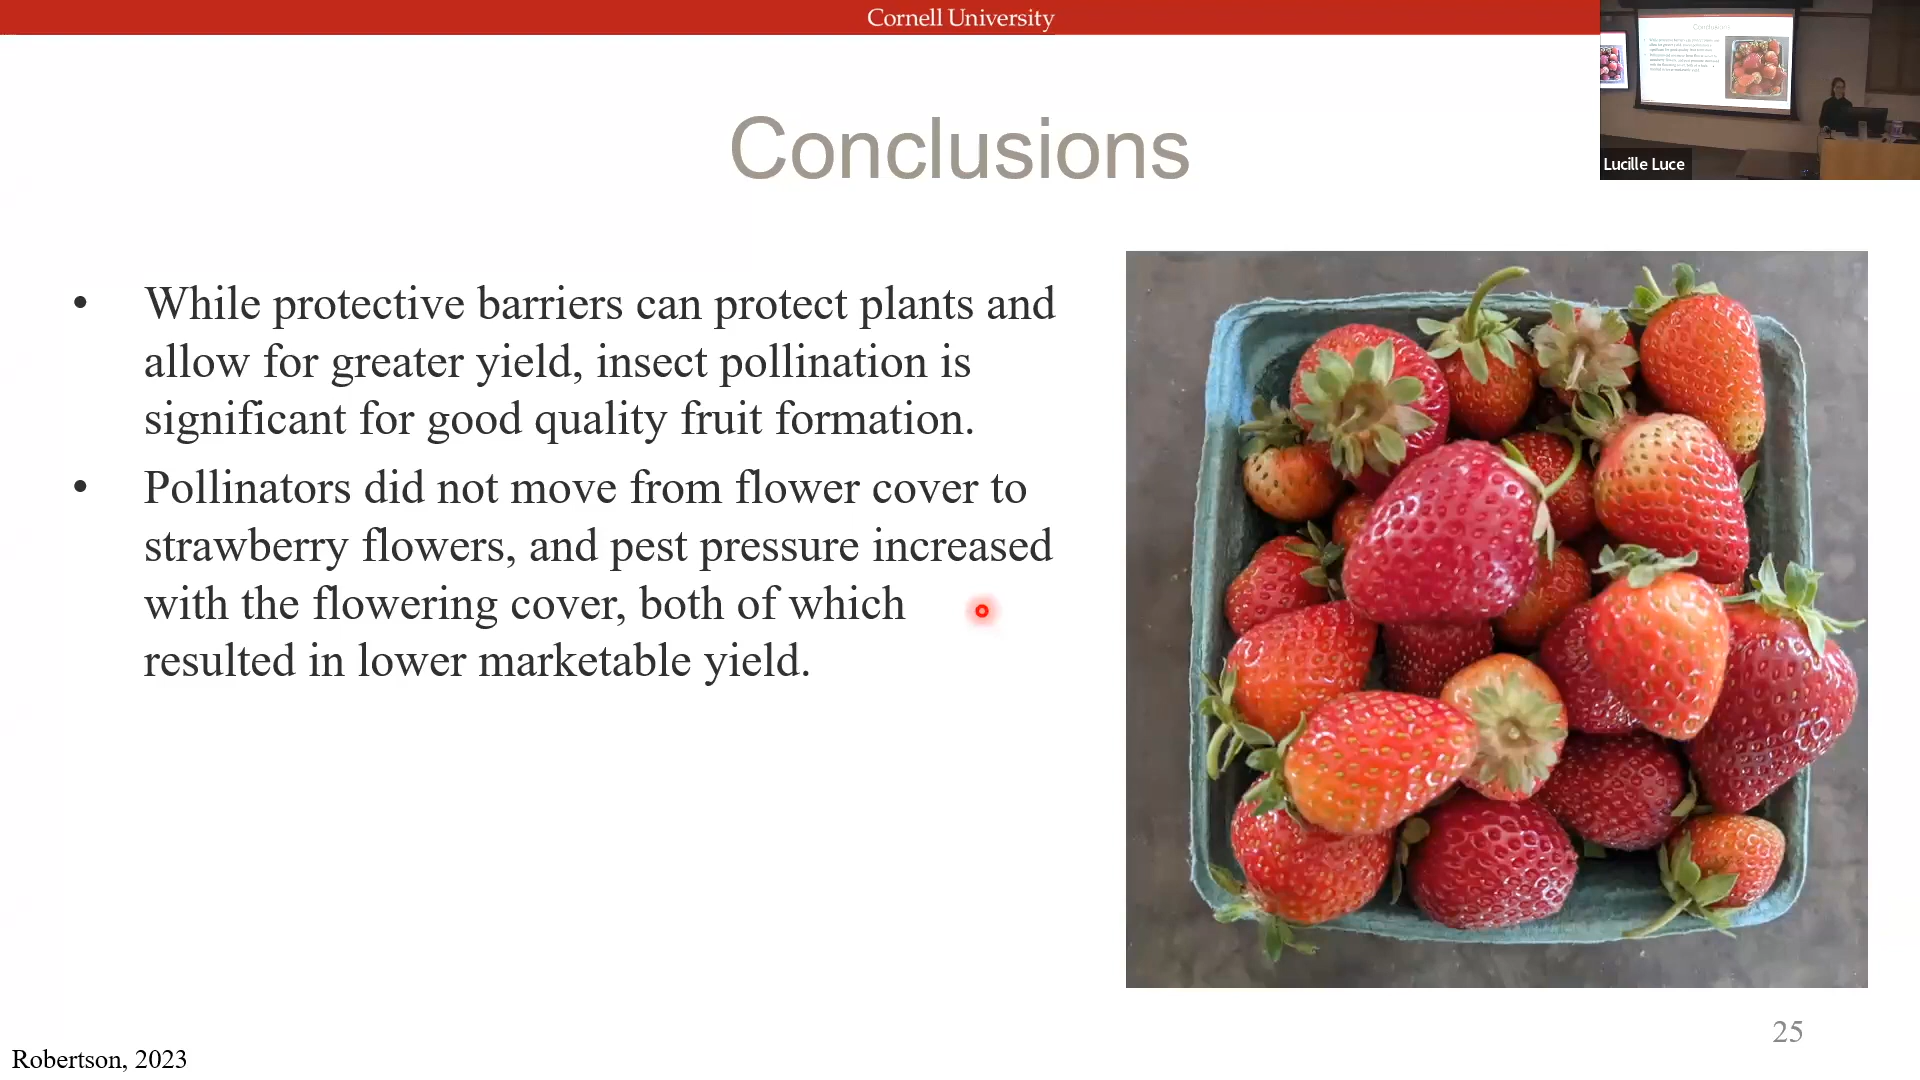 Cornell University
Lucille Luce
Conclusions
• While protective barriers can protect plants and
allow for greater yield, insect pollination is
significant for good quality fruit formation.
• Pollinators did not move from flower cover to
strawberry flowers, and pest pressure increased
with the flowering cover, both of which
resulted in lower marketable yield.
25
Robertson, 2023